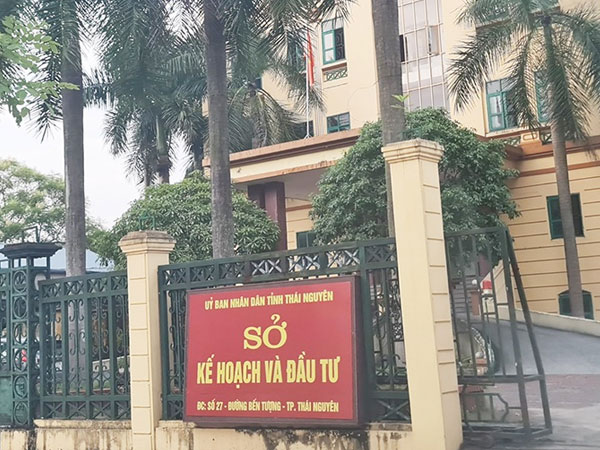 UỶ BAN NHÂN DÂN TỈNH THÁI NGUYÊN
SỞ
KẾ HOẠCH VÀ ĐẦU TƯ
ĐC: SỐ 27 - ĐƯỜNG BẾN TƯỢNG - TP. THÁI NGUYÊN